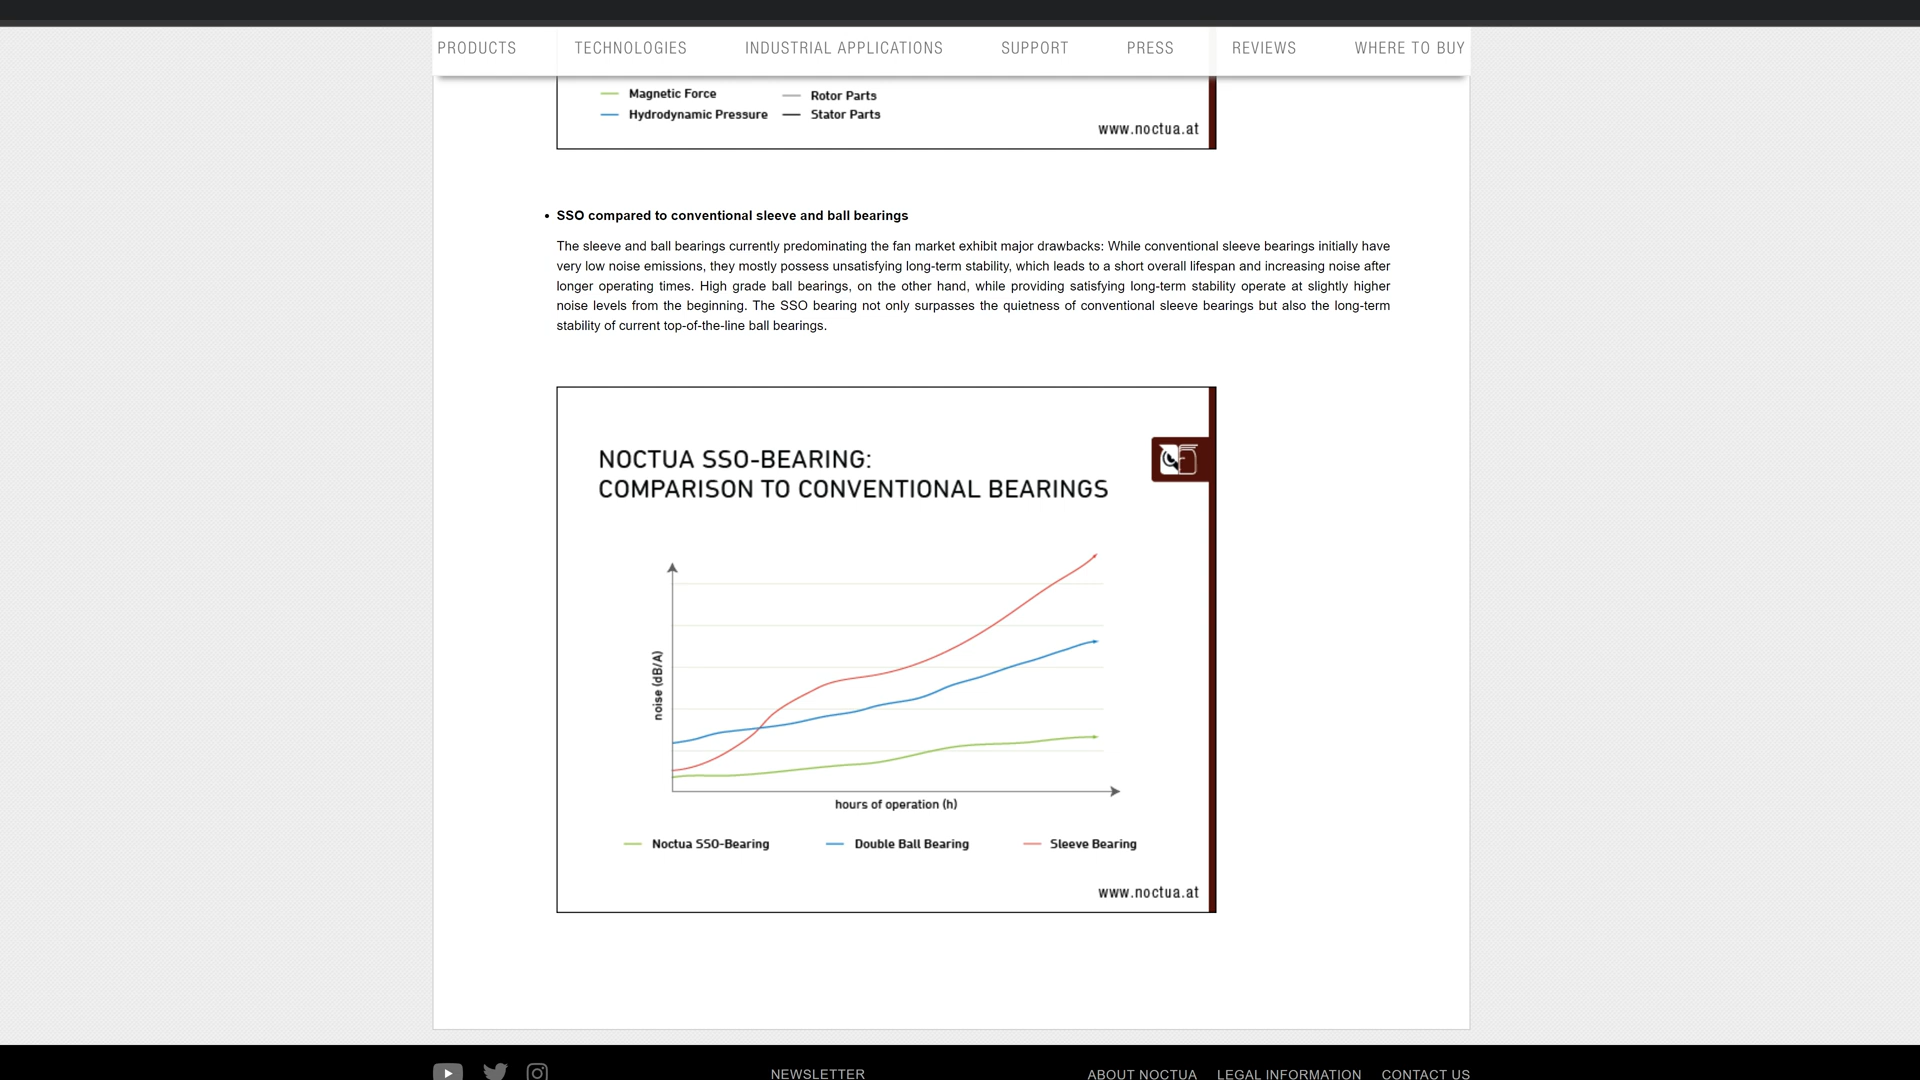 PRODUCTS TECHNOLOGIES INDUSTRIAL APPLICATIONS SUPPORT PRESS REVIEWS WHERE TO BUY
Magnetic Force Rotor Parts
Hydrodynamic Pressure Stator Parts
www.noctua.at
• SSO compared to conventional sleeve and ball bearings
The sleeve and ball bearings currently predominating the fan market exhibit major drawbacks: While conventional sleeve bearings initially have
very low noise emissions, they mostly possess unsatisfying long-term stability, which leads to a short overall lifespan and increasing noise after
longer operating times. High grade ball bearings, on the other hand, while providing satisfying long-term stability operate at slightly higher
noise levels from the beginning. The SSO bearing not only surpasses the quietness of conventional sleeve bearings but also the long-term
stability of current top-of-the-line ball bearings.
NOCTUA SSO-BEARING:
COMPARISON TO CONVENTIONAL BEARINGS
noise (dB/A)
hours of operation (h)
Noctua SSO-Bearing Double Ball Bearing Sleeve Bearing
www.noctua.at
NEWSLETTER ABOUT NOCTUA LEGAL INFORMATION CONTACT US